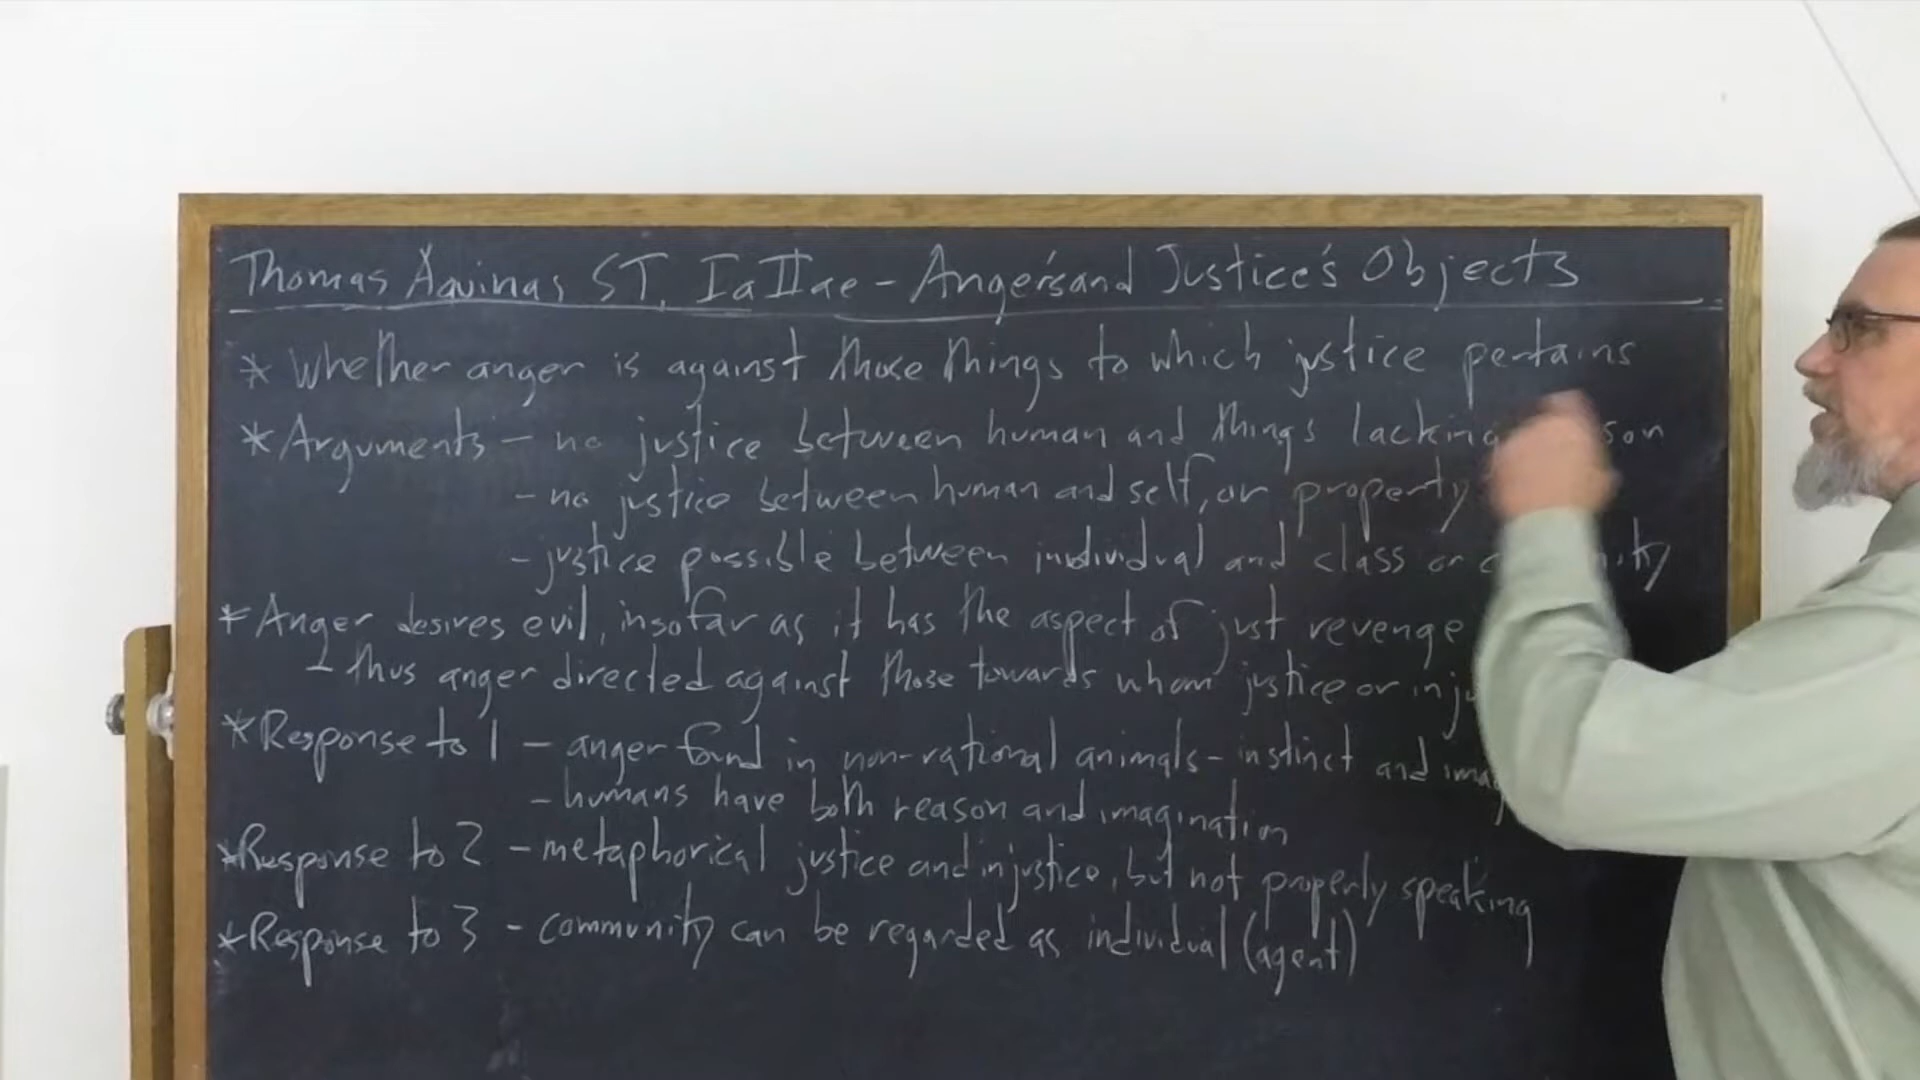 Thomas Aquinas ST, Ia IIae - Anger's and Justice's Objects
* Whether anger is against those things to which justice pertains
* Arguments - no justice between human and things lacking
- no justice between human and self, or property
- justice possible between individual and class or
* Anger desires evil, insofar as it has the aspect of just revenge
- thus anger directed against those towards whom justice or
* Response to 1 - anger found in non-rational animals - instinct and
- humans have both reason and imagination
* Response to 2 - metaphorical justice and injustice, but not properly speaking
* Response to 3 - community can be regarded as individual (agent)